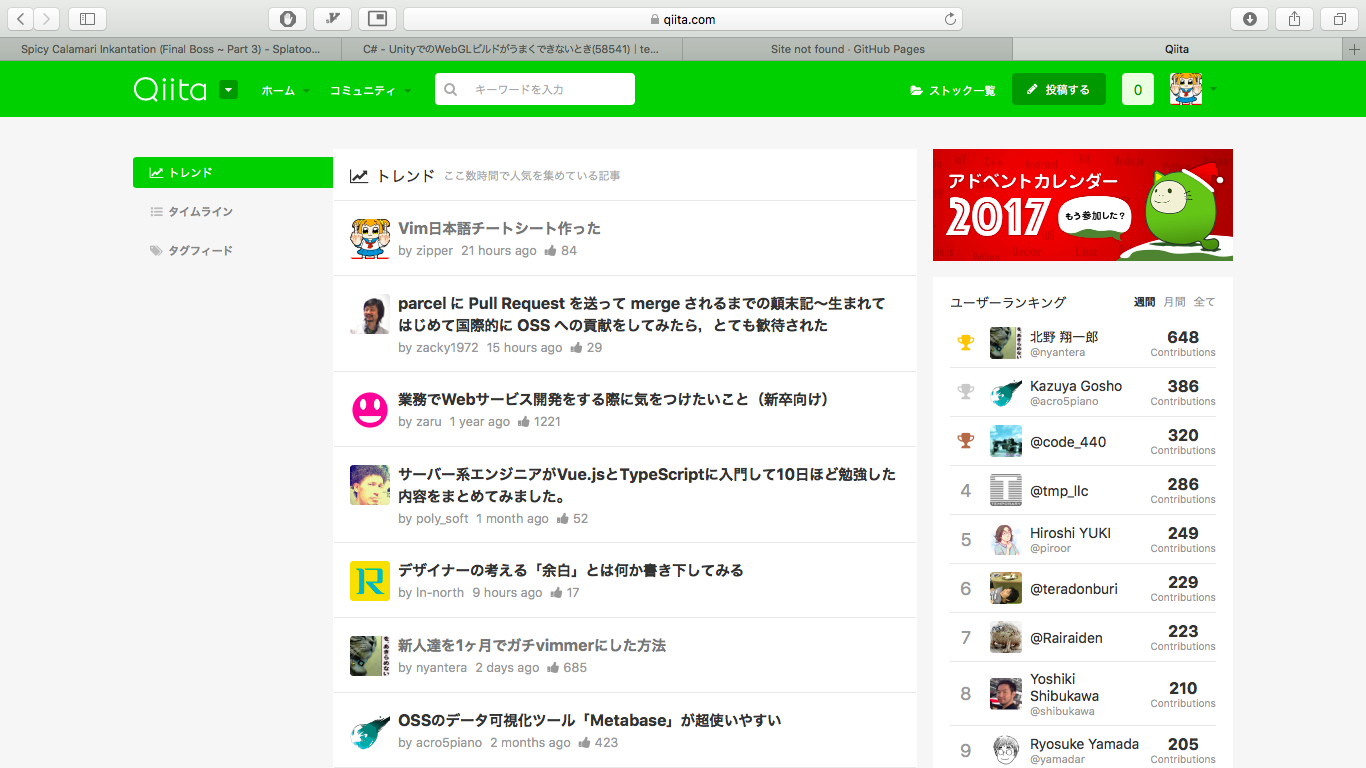 qiita.com
Spicy Calamari Inkantation (Final Boss ~ Part 3) - Splatoo...
C# - UnityでのWebGLビルドがうまくできないとき(58541) | te...
Site not found · GitHub Pages
Qiita
Qiita
ホーム
コミュニティ
キーワードを入力
ストック一覧
投稿する
0
トレンド
タイムライン
タグフィード
トレンド ここ数時間で人気を集めている記事
Vim日本語チートシート作った
by zipper 21 hours ago 84
parcel に Pull Request を送って merge されるまでの顛末記〜生まれて
はじめて国際的に OSS への貢献をしてみたら，とても歓待された
by zacky1972 15 hours ago 29
業務でWebサービス開発をする際に気をつけたいこと（新卒向け）
by zaru 1 year ago 1221
サーバー系エンジニアがVue.jsとTypeScriptに入門して10日ほど勉強した
内容をまとめてみました。
by poly_soft 1 month ago 52
デザイナーの考える「余白」とは何か書き下してみる
by ln-north 9 hours ago 17
新人達を1ヶ月でガチvimmerにした方法
by nyantera 2 days ago 685
OSSのデータ可視化ツール「Metabase」が超使いやすい
by acro5piano 2 months ago 423
アドベントカレンダー
2017
もう参加した？
ユーザーランキング
週間 月間 全て
北野 翔一郎 648
@nyantera Contributions
Kazuya Gosho 386
@acro5piano Contributions
@code_440 320
Contributions
4 @tmp_llc 286
Contributions
5 Hiroshi YUKI 249
@piroor Contributions
6 @teradonburi 229
Contributions
7 @Rairaiden 223
Contributions
8 Yoshiki
Shibukawa 210
@shibukawa Contributions
9 Ryosuke Yamada 205
@yamadar Contributions